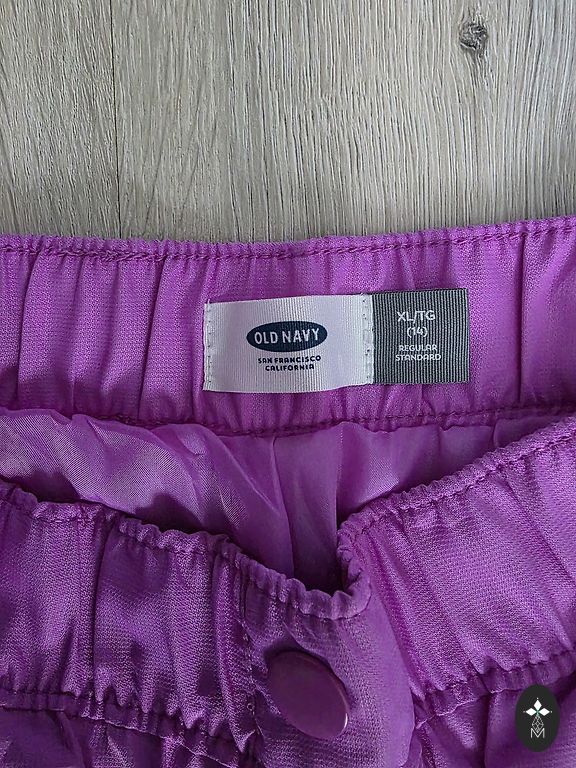 OLD NAVY
SAN FRANCISCO
CALIFORNIA
XL/TG
(14)
REGULAR
STANDARD